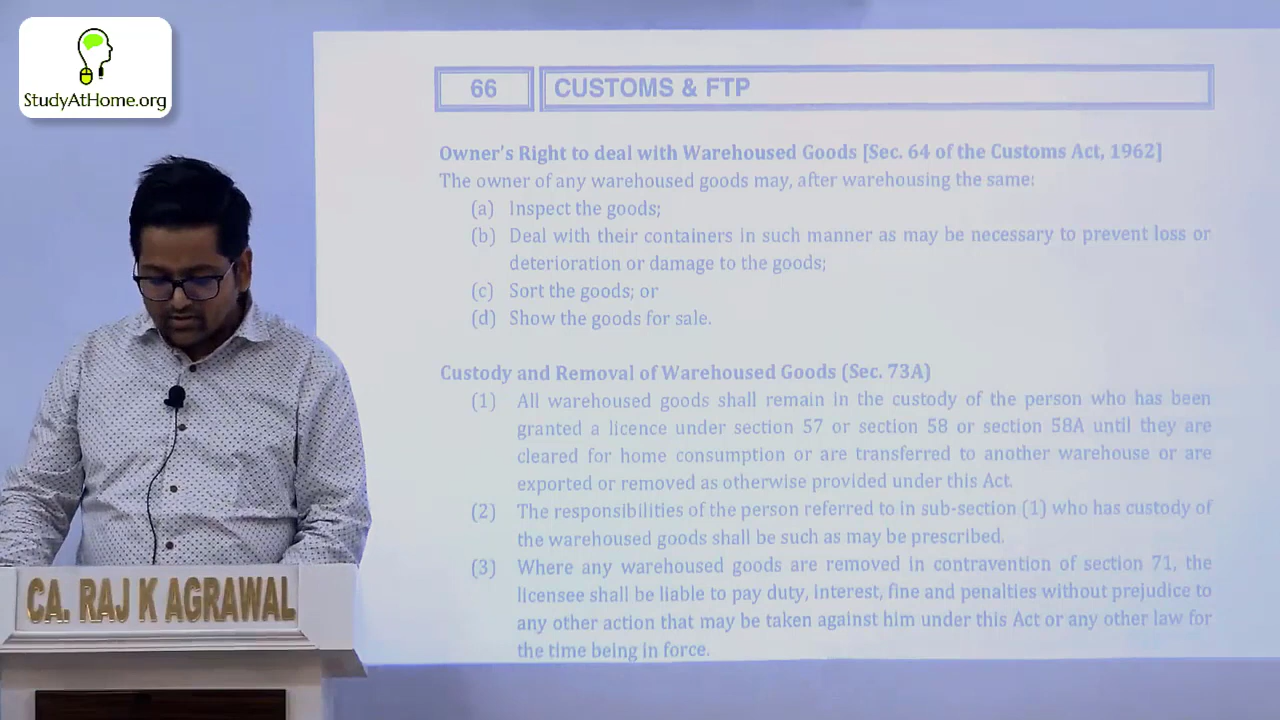 StudyAtHome.org
66
CUSTOMS & FTP
Owner's Right to deal with Warehoused Goods [Sec. 64 of the Customs Act, 1962]
The owner of any warehoused goods may, after warehousing the same:
(a) Inspect the goods;
(b) Deal with their containers in such manner as may be necessary to prevent loss or
deterioration or damage to the goods;
(c) Sort the goods; or
(d) Show the goods for sale.
Custody and Removal of Warehoused Goods (Sec. 73A)
(1) All warehoused goods shall remain in the custody of the person who has been
granted a licence under section 57 or section 58 or section 58A until they are
cleared for home consumption or are transferred to another warehouse or are
exported or removed as otherwise provided under this Act.
(2) The responsibilities of the person referred to in sub-section (1) who has custody of
the warehoused goods shall be such as may be prescribed.
(3) Where any warehoused goods are removed in contravention of section 71, the
licensee shall be liable to pay duty, interest, fine and penalties without prejudice to
any other action that may be taken against him under this Act or any other law for
the time being in force.
CA. RAJ K AGRAWAL